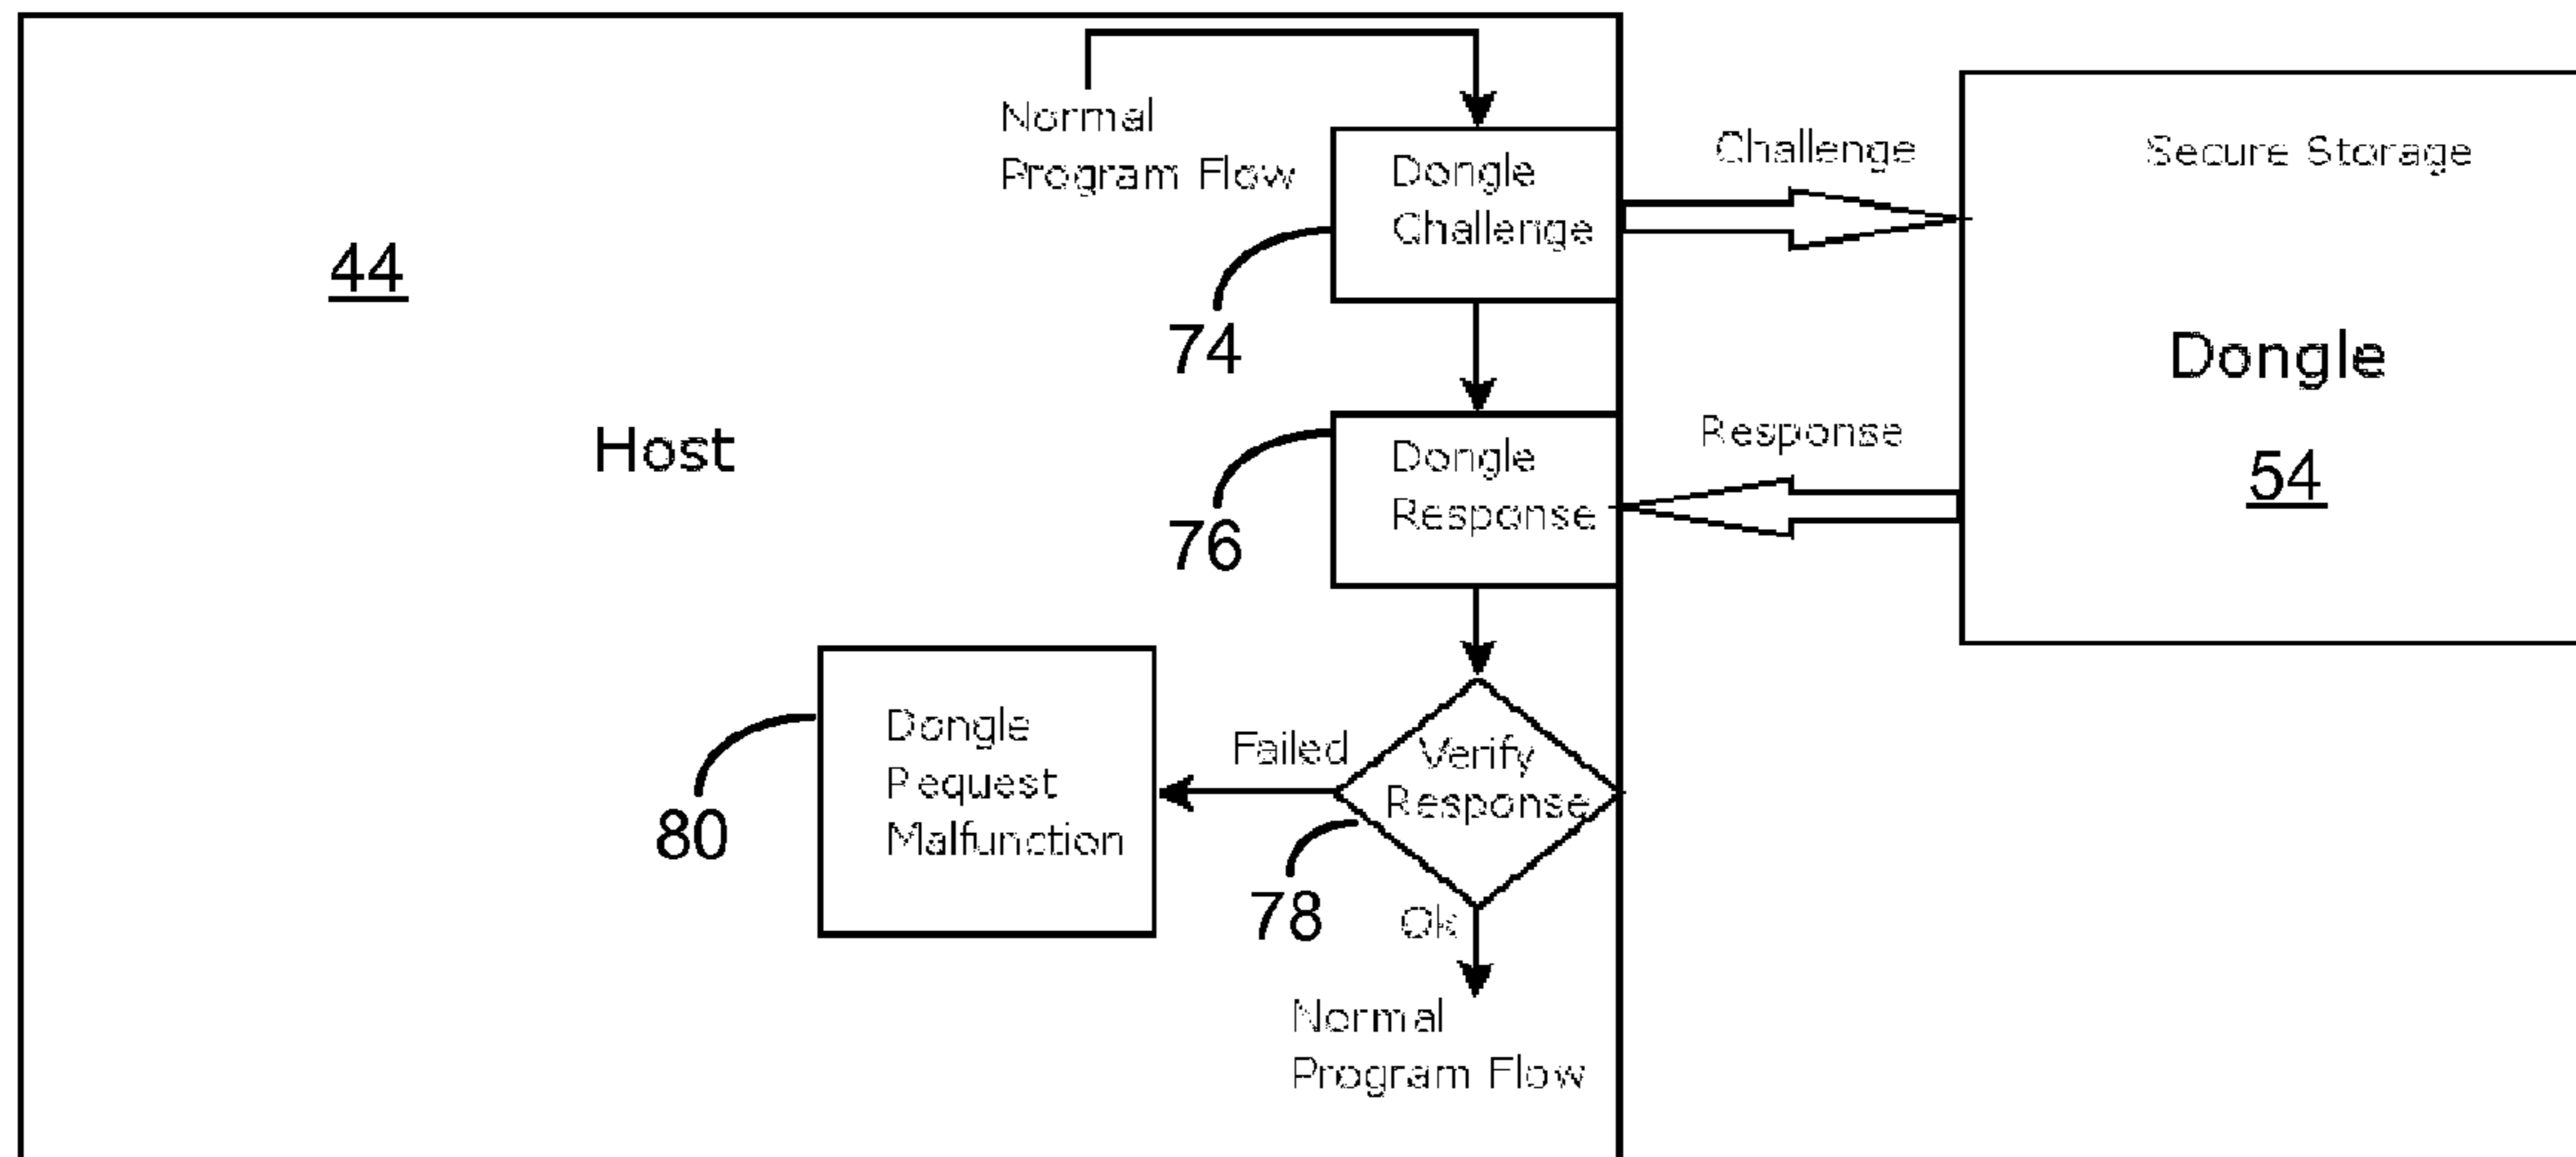 Normal
Program Flow
Dongle
Challenge
Challenge
Secure Storage
44
74
Dongle
54
Host
Dongle
Response
Response
76
Dongle
Request
Malfunction
Failed
Verify
Response
80
78
Ok
Normal
Program Flow